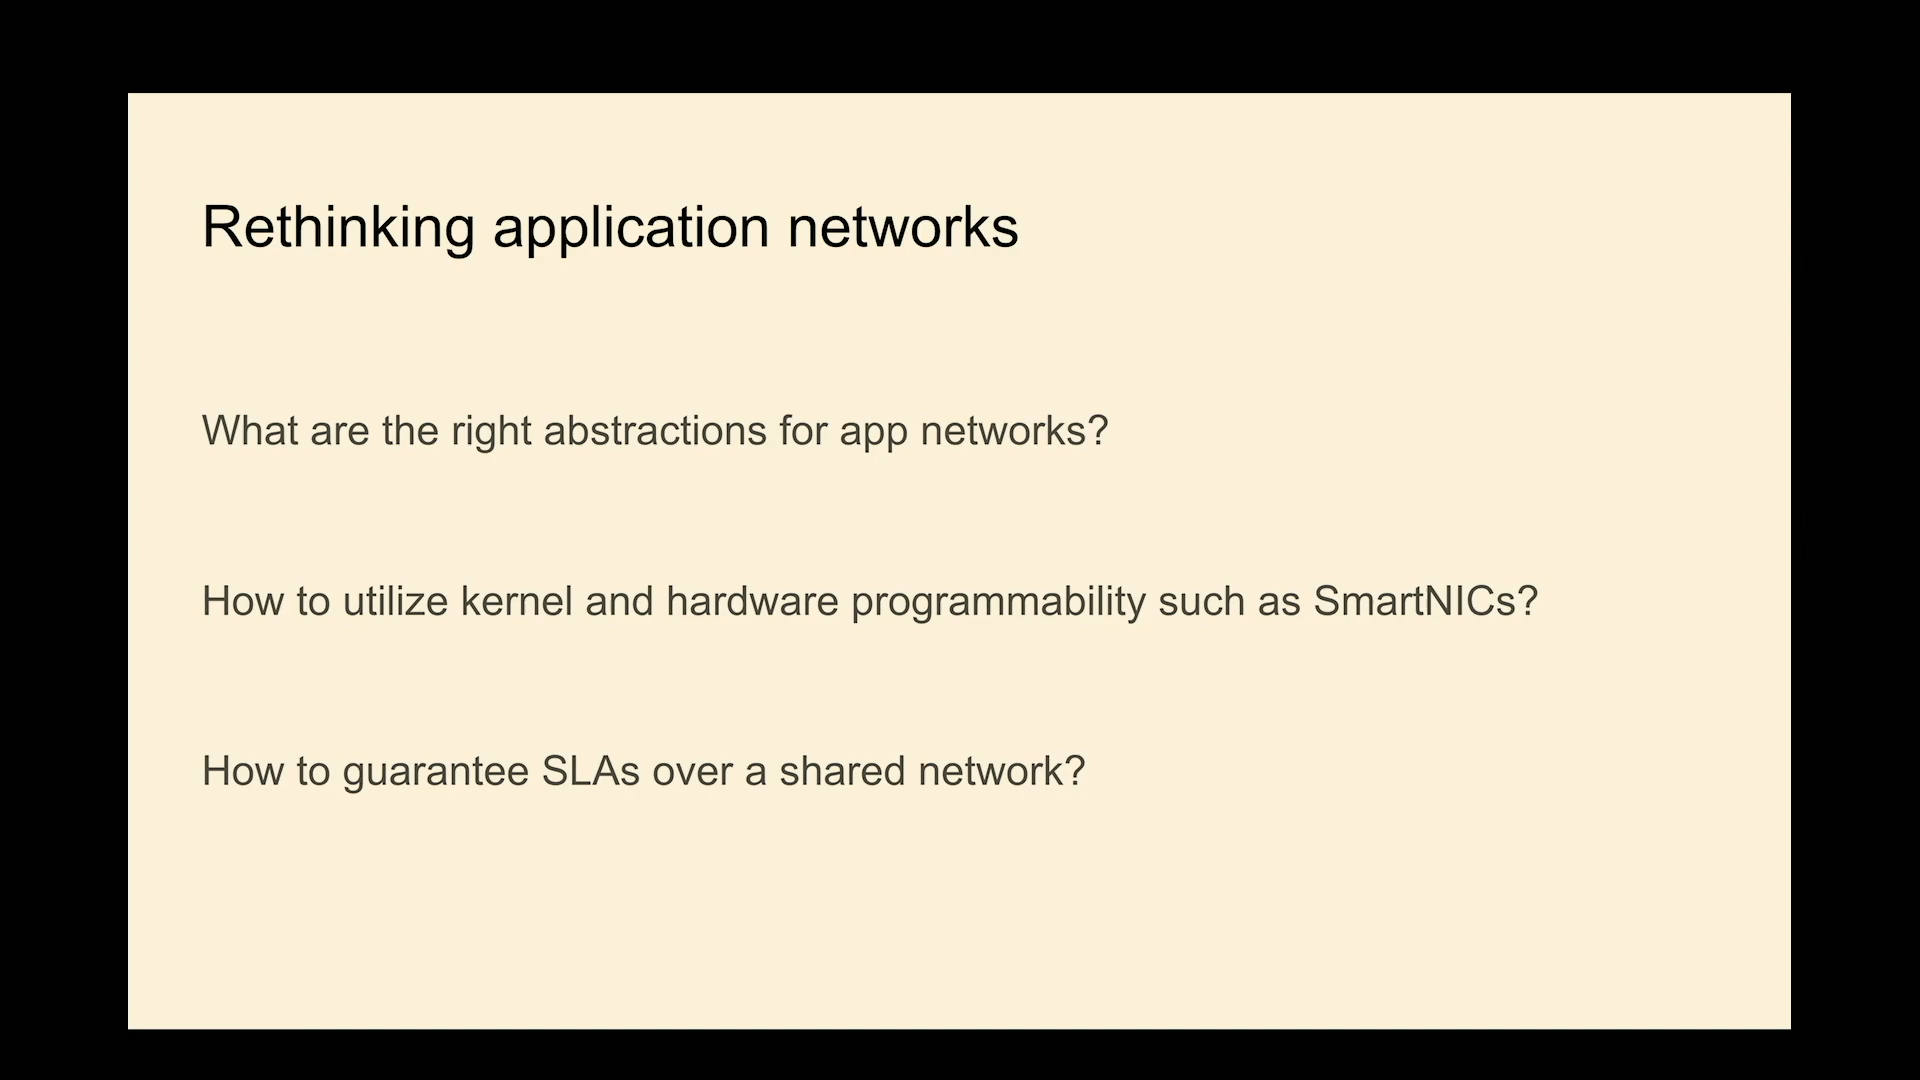 Rethinking application networks
What are the right abstractions for app networks?
How to utilize kernel and hardware programmability such as SmartNICs?
How to guarantee SLAs over a shared network?